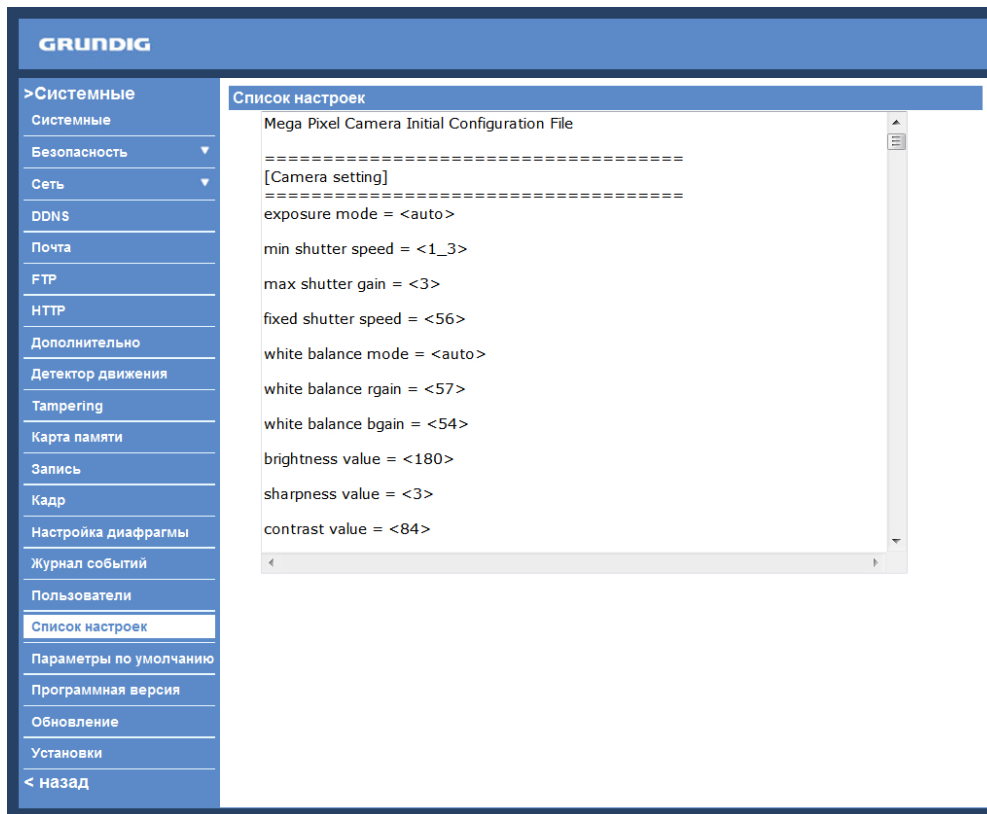 GRUNDIG
>Системные
Системные
Безопасность
Сеть
DDNS
Почта
FTP
HTTP
Дополнительно
Детектор движения
Tampering
Карта памяти
Запись
Кадр
Настройка диафрагмы
Журнал событий
Пользователи
Список настроек
Параметры по умолчанию
Программная версия
Обновление
Установки
< назад
Список настроек
Mega Pixel Camera Initial Configuration File
====================================
[Camera setting]
====================================
exposure mode = <auto>
min shutter speed = <1_3>
max shutter gain = <3>
fixed shutter speed = <56>
white balance mode = <auto>
white balance rgain = <57>
white balance bgain = <54>
brightness value = <180>
sharpness value = <3>
contrast value = <84>